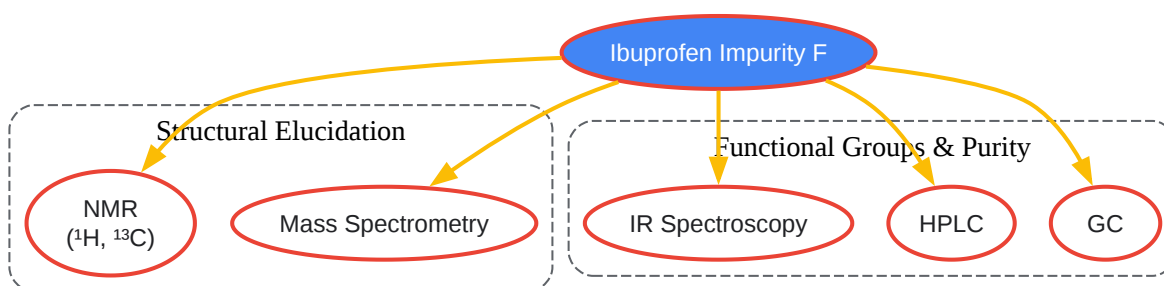 Ibuprofen Impurity F
Structural Elucidation
Functional Groups & Purity
NMR
(¹H, ¹³C)
Mass Spectrometry
IR Spectroscopy
HPLC
GC